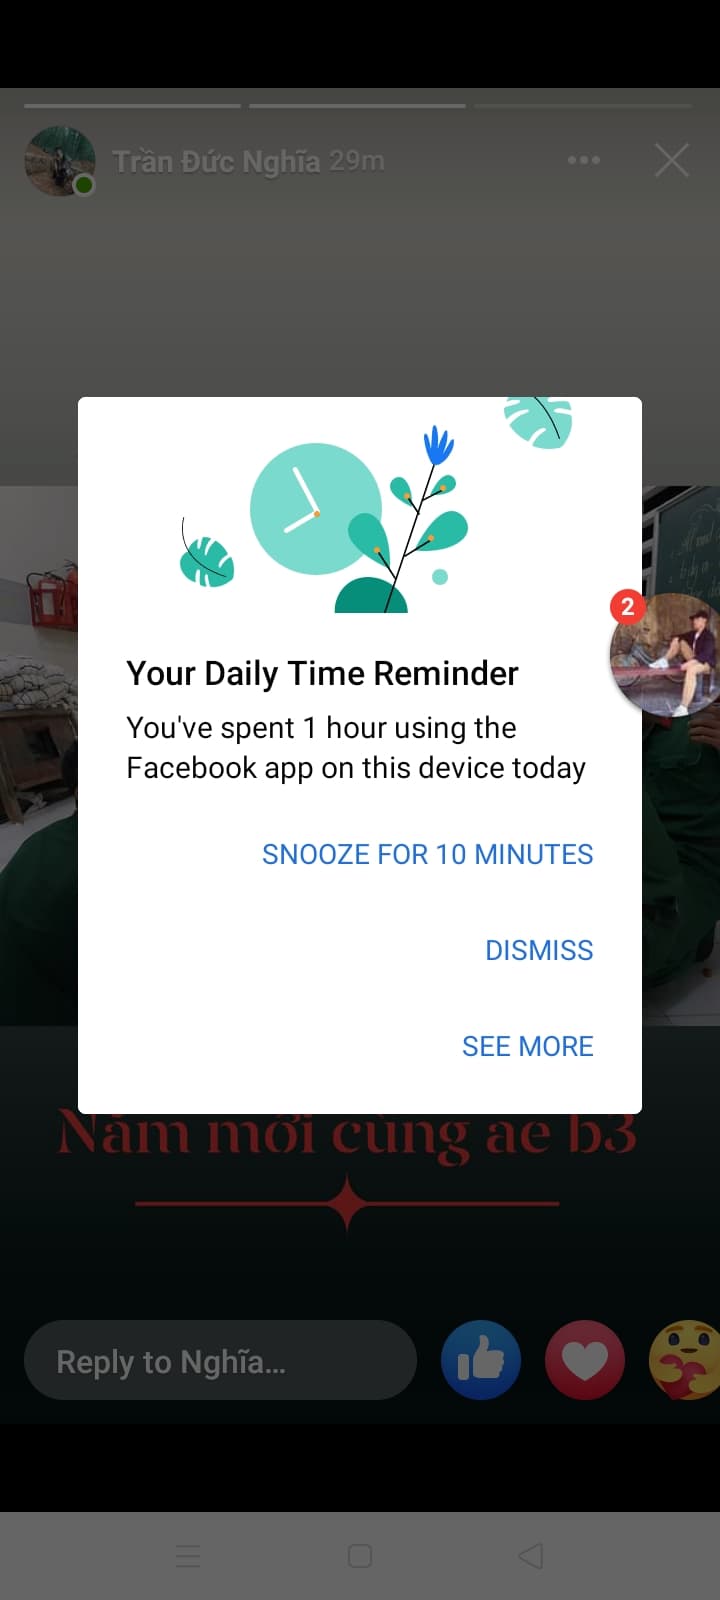 Trần Đức Nghĩa 29m
2
Your Daily Time Reminder
You've spent 1 hour using the
Facebook app on this device today
SNOOZE FOR 10 MINUTES
DISMISS
SEE MORE
Năm mới cùng ae b3
Reply to Nghĩa...